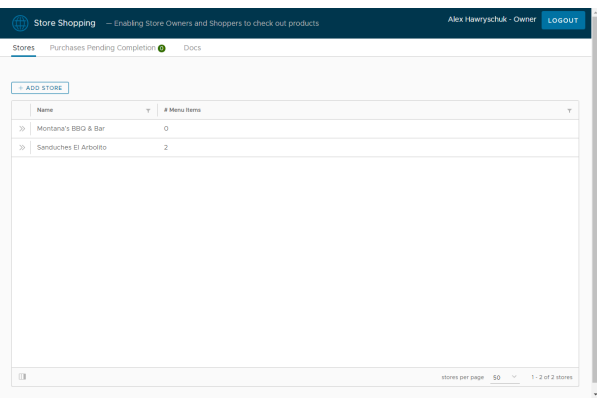 Store Shopping — Enabling Store Owners and Shoppers to check out products Alex Hawryschuk - Owner LOGOUT
Stores Purchases Pending Completion 0 Docs
+ ADD STORE
Name # Menu Items
Montana's BBQ & Bar 0
Sanduches El Arbolito 2
stores per page 50 1 - 2 of 2 stores